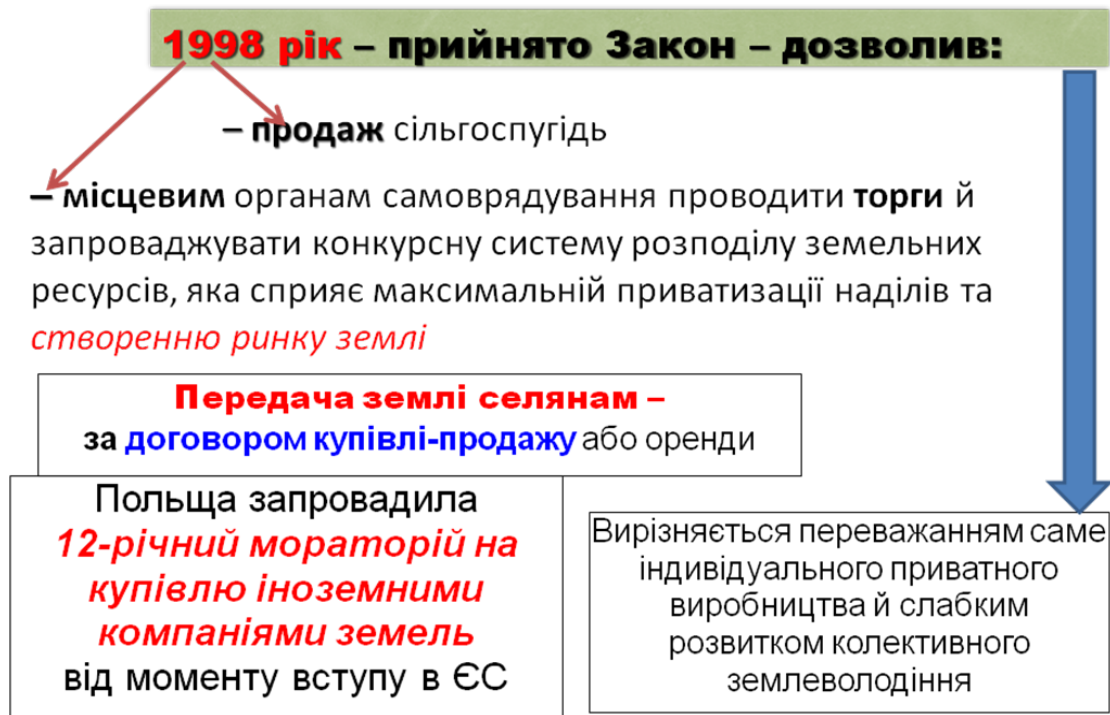 1998 рік – прийнято Закон – дозволив:
– продаж сільгоспугідь
– місцевим органам самоврядування проводити торги й
запроваджувати конкурсну систему розподілу земельних
ресурсів, яка сприяє максимальній приватизації наділів та
створенню ринку землі
Передача землі селянам –
за договором купівлі-продажу або оренди
Польща запровадила
12-річний мораторій на
купівлю іноземними
компаніями земель
від моменту вступу в ЄС
Вирізняється переважанням саме
індивідуального приватного
виробництва й слабким
розвитком колективного
землеволодіння